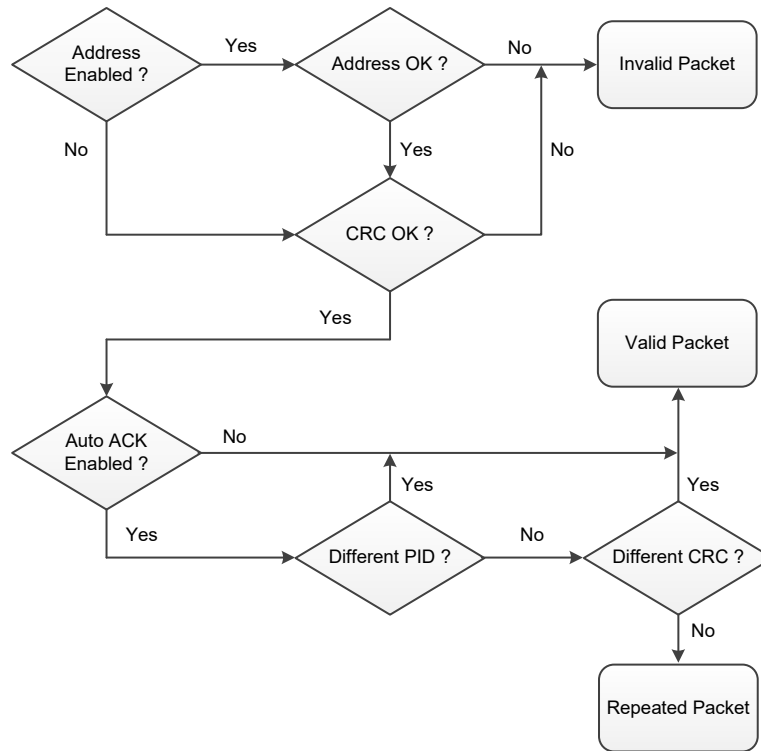 Address
Enabled ?
Yes
Address OK ?
No
Invalid Packet
No
Yes
No
CRC OK ?
Yes
Valid Packet
Auto ACK
Enabled ?
No
Yes
Yes
Yes
Different PID ?
No
Different CRC ?
No
Repeated Packet